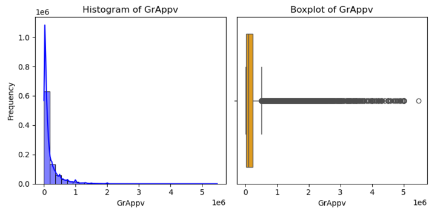 Histogram of GrAppv
1e6
1.0
0.8
0.6
0.4
0.2
0.0
Frequency
0 1 2 3 4 5
1e6
GrAppv
Boxplot of GrAppv
0 1 2 3 4 5
1e6
GrAppv